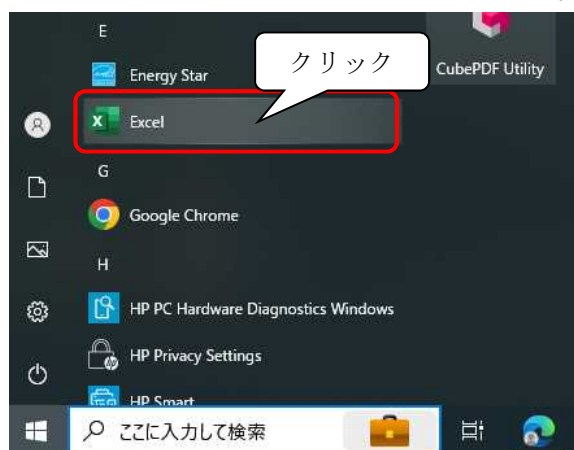 E
クリック
Energy Star
CubePDF Utility
Excel
G
Google Chrome
H
HP PC Hardware Diagnostics Windows
HP Privacy Settings
HP Smart
ここに入力して検索